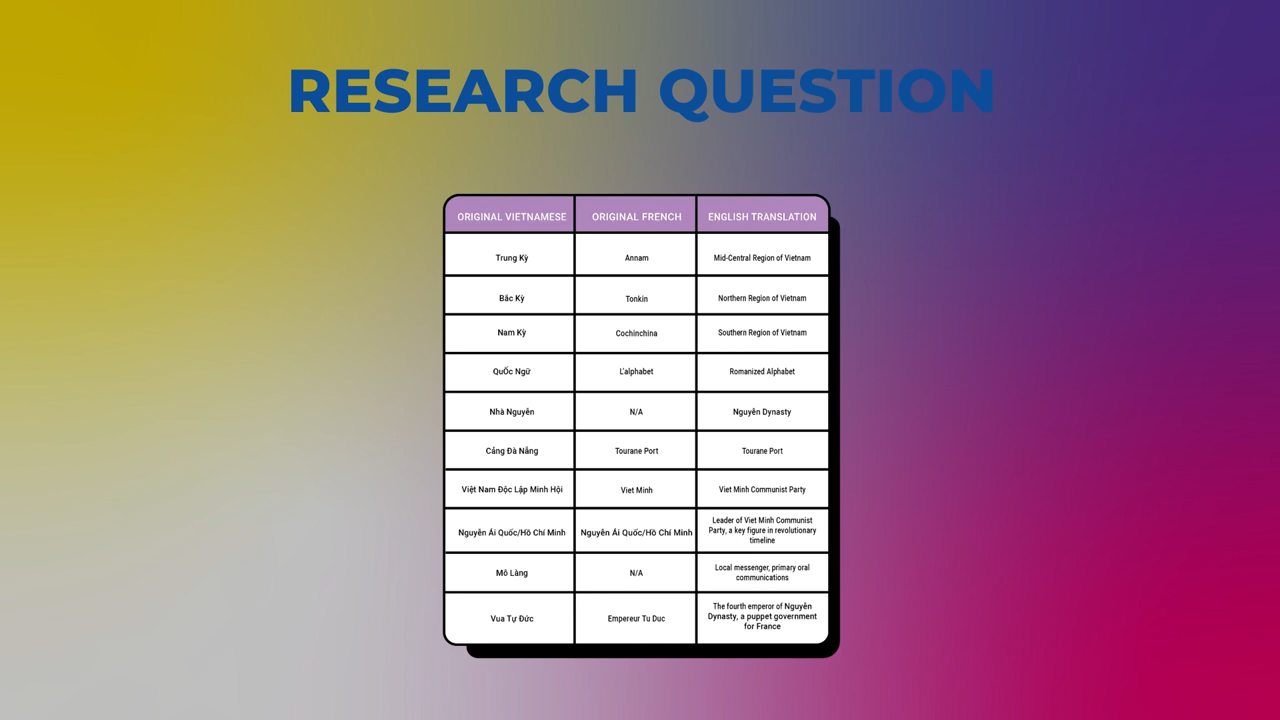 RESEARCH QUESTION
ORIGINAL VIETNAMESE ORIGINAL FRENCH ENGLISH TRANSLATION
Trung Kỳ Annam Mid-Central Region of Vietnam
Bắc Kỳ Tonkin Northern Region of Vietnam
Nam Kỳ Cochinchina Southern Region of Vietnam
QuỐc Ngữ L'alphabet Romanized Alphabet
Nhà Nguyễn N/A Nguyễn Dynasty
Cảng Đà Nẵng Tourane Port Tourane Port
Việt Nam Độc Lập Minh Hội Viet Minh Viet Minh Communist Party
Nguyễn Ái Quốc/Hồ Chí Minh Nguyễn Ái Quốc/Hồ Chí Minh Leader of Viet Minh Communist
Party, a key figure in revolutionary
timeline
Mõ Làng N/A Local messenger, primary oral
communications
Vua Tự Đức Empereur Tu Duc The fourth emperor of Nguyễn
Dynasty, a puppet government
for France